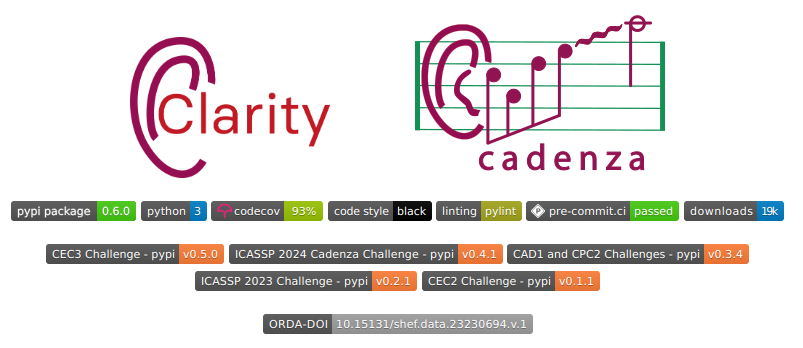 Clarity
cadenza
pypi package 0.6.0 python 3 codecov 93% code style black linting pylint pre-commit.ci passed downloads 19k
CEC3 Challenge - pypi v0.5.0 ICASSP 2024 Cadenza Challenge - pypi v0.4.1 CAD1 and CPC2 Challenges - pypi v0.3.4
ICASSP 2023 Challenge - pypi v0.2.1 CEC2 Challenge - pypi v0.1.1
ORDA-DOI 10.15131/shef.data.23230694.v.1